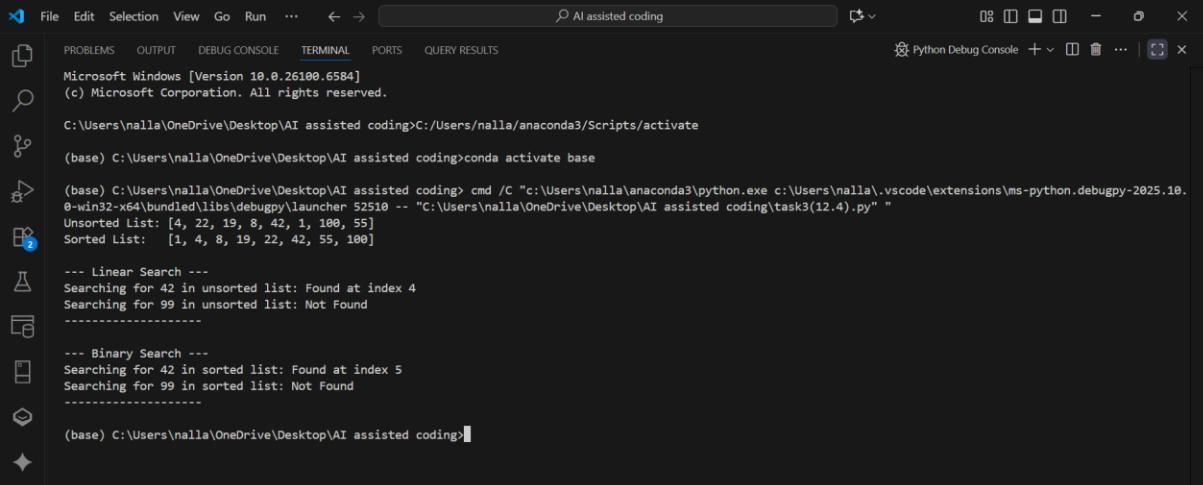 File Edit Selection View Go Run ··· AI assisted coding
PROBLEMS OUTPUT DEBUG CONSOLE TERMINAL PORTS QUERY RESULTS Python Debug Console
Microsoft Windows [Version 10.0.26100.6584]
(c) Microsoft Corporation. All rights reserved.
C:\Users\nalla\OneDrive\Desktop\AI assisted coding>C:/Users/nalla/anaconda3/Scripts/activate
(base) C:\Users\nalla\OneDrive\Desktop\AI assisted coding>conda activate base
(base) C:\Users\nalla\OneDrive\Desktop\AI assisted coding> cmd /C "c:\Users\nalla\anaconda3\python.exe c:\Users\nalla\.vscode\extensions\ms-python.debugpy-2025.10.
0-win32-x64\bundled\libs\debugpy\launcher 52510 -- "C:\Users\nalla\OneDrive\Desktop\AI assisted coding\task3(12.4).py" "
Unsorted List: [4, 22, 19, 8, 42, 1, 100, 55]
Sorted List:   [1, 4, 8, 19, 22, 42, 55, 100]
--- Linear Search ---
Searching for 42 in unsorted list: Found at index 4
Searching for 99 in unsorted list: Not Found
--------------------
--- Binary Search ---
Searching for 42 in sorted list: Found at index 5
Searching for 99 in sorted list: Not Found
--------------------
(base) C:\Users\nalla\OneDrive\Desktop\AI assisted coding>
2